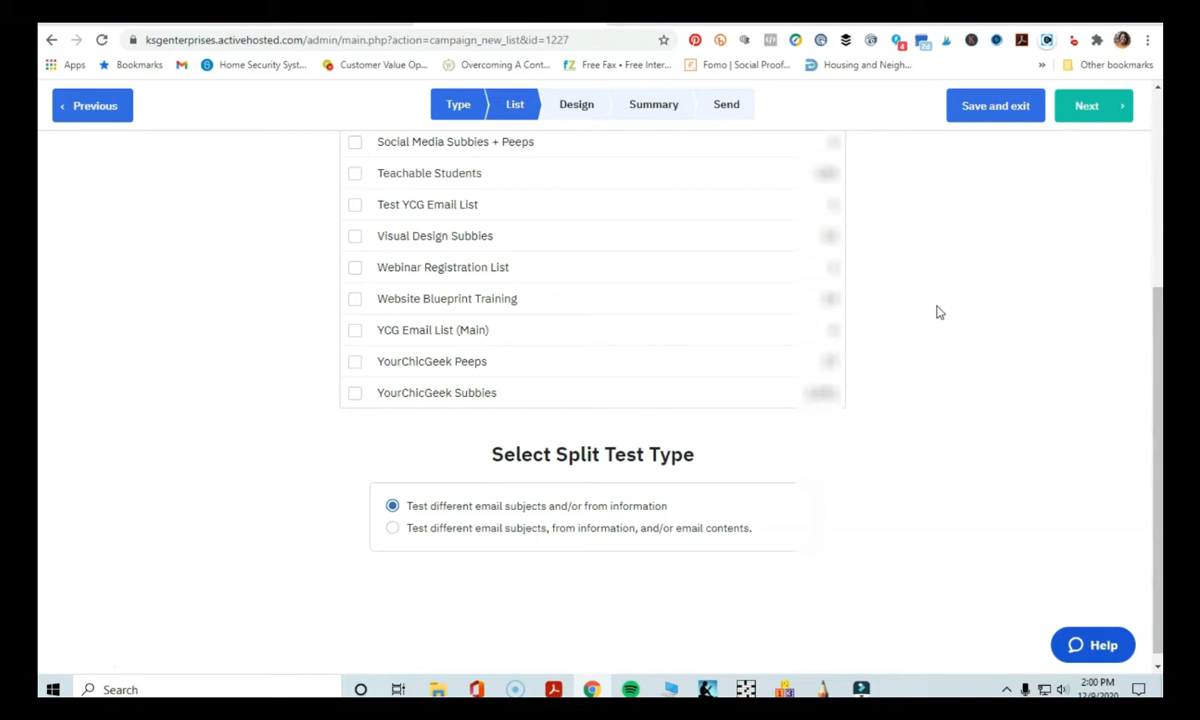 ksgenterprises.activehosted.com/admin/main.php?action=campaign_new_list&id=1227
Apps Bookmarks Home Security Syst... Customer Value Op... Overcoming A Cont... Free Fax • Free Inter... Fomo | Social Proof... Housing and Neigh... » Other bookmarks
Previous Type List Design Summary Send Save and exit Next
Social Media Subbies + Peeps
Teachable Students
Test YCG Email List
Visual Design Subbies
Webinar Registration List
Website Blueprint Training
YCG Email List (Main)
YourChicGeek Peeps
YourChicGeek Subbies
Select Split Test Type
Test different email subjects and/or from information
Test different email subjects, from information, and/or email contents.
Help
Search
2:00 PM
12/9/2020